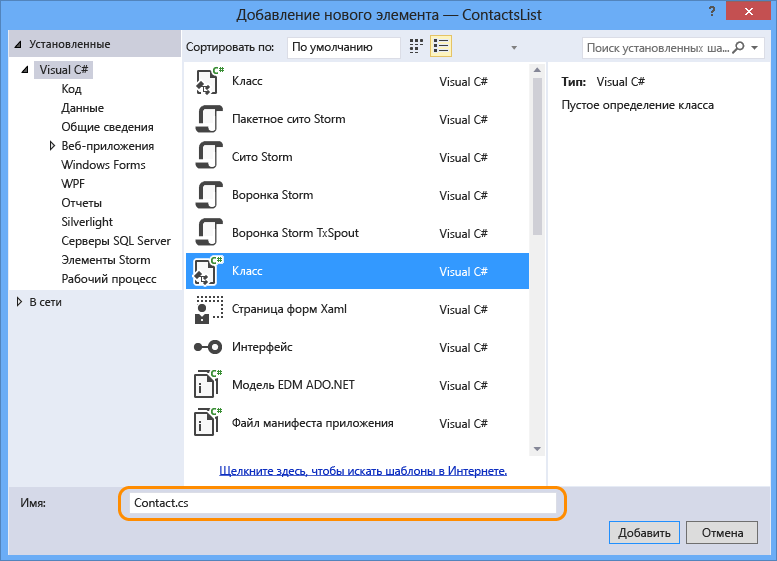 Добавление нового элемента — ContactsList
? ×
Установленные
Visual C#
Код
Данные
Общие сведения
Веб-приложения
Windows Forms
WPF
Отчеты
Silverlight
Серверы SQL Server
Элементы Storm
Рабочий процесс
В сети
Сортировать по: По умолчанию
C# Класс Visual C#
Пакетное сито Storm Visual C#
Сито Storm Visual C#
Воронка Storm Visual C#
Воронка Storm TxSpout Visual C#
C# Класс Visual C#
Страница форм Xaml Visual C#
Интерфейс Visual C#
C# Модель EDM ADO.NET Visual C#
C# Файл манифеста приложения Visual C#
Щелкните здесь, чтобы искать шаблоны в Интернете.
Поиск установленных ша...
Тип: Visual C#
Пустое определение класса
Имя: Contact.cs
Добавить Отмена